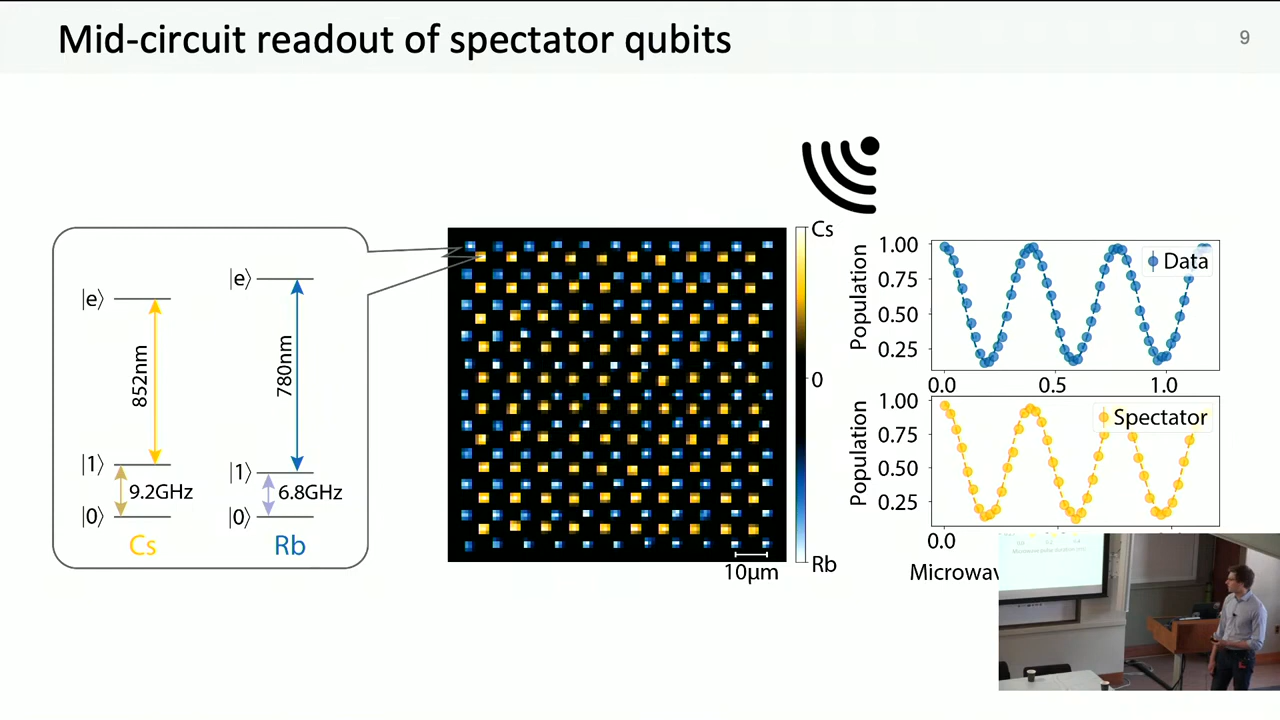 Mid-circuit readout of spectator qubits
9
|e⟩
852nm
|1⟩
9.2GHz
|0⟩
Cs
|e⟩
780nm
|1⟩
6.8GHz
|0⟩
Rb
10μm
Cs
0
Rb
Population
1.00
0.75
0.50
0.25
Data
0.0
0.5
1.0
Population
1.00
0.75
0.50
0.25
Spectator
0.0
Microwav